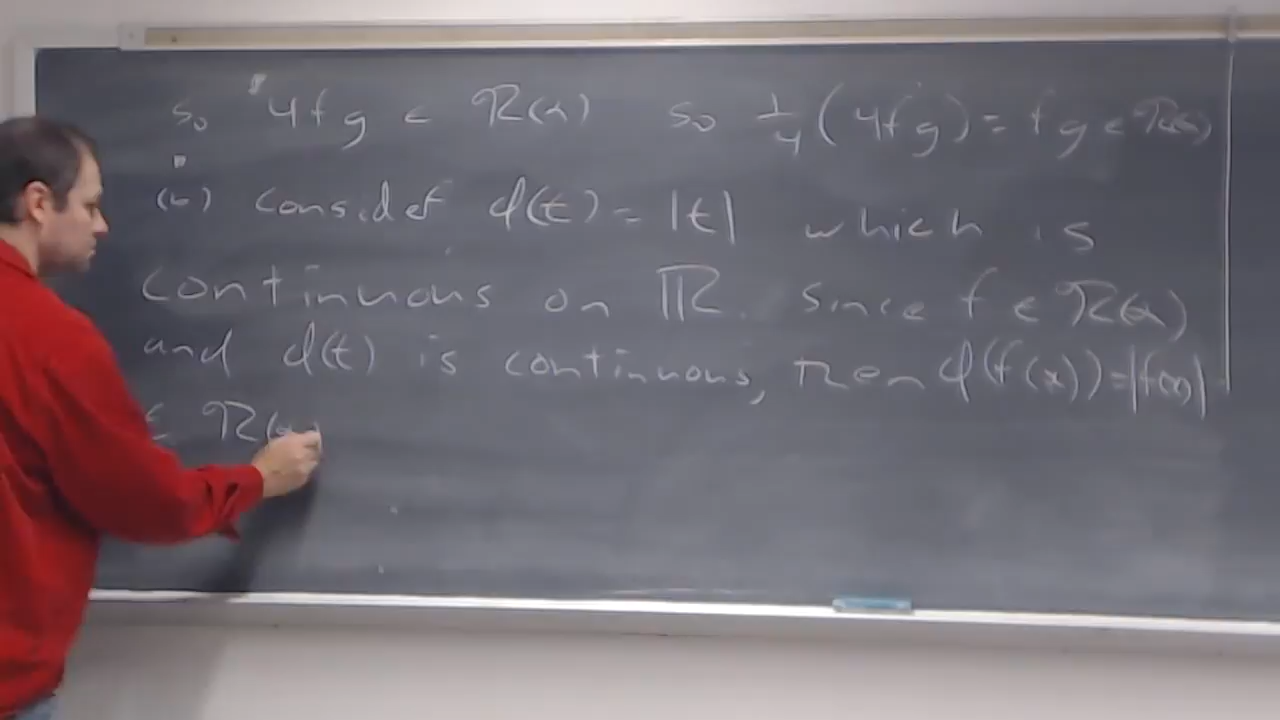 so 4fg ∈ R(α) so 1/4 (4fg) = fg ∈ R(α)
(b) consider φ(t) = |t| which is
continuous on ℝ. Since f ∈ R(α)
and φ(t) is continuous, then φ(f(x)) = |f(x)|
∈ R(α)